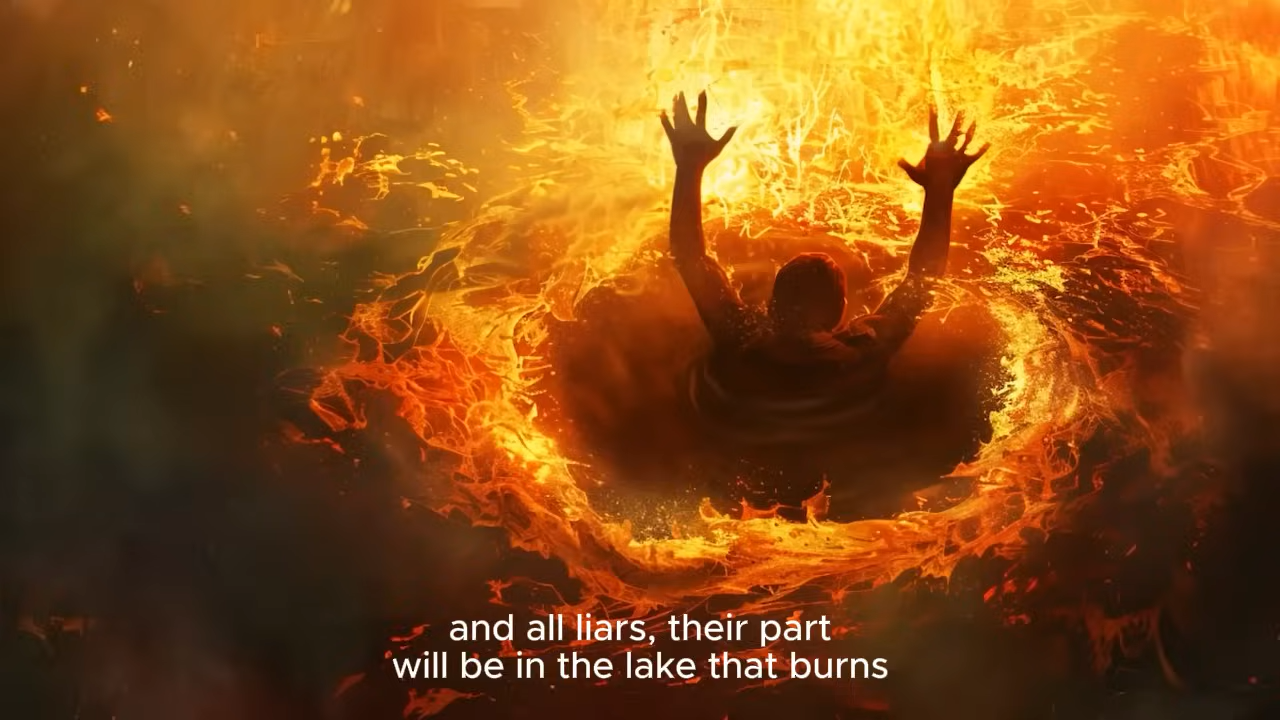 and all liars, their part
will be in the lake that burns